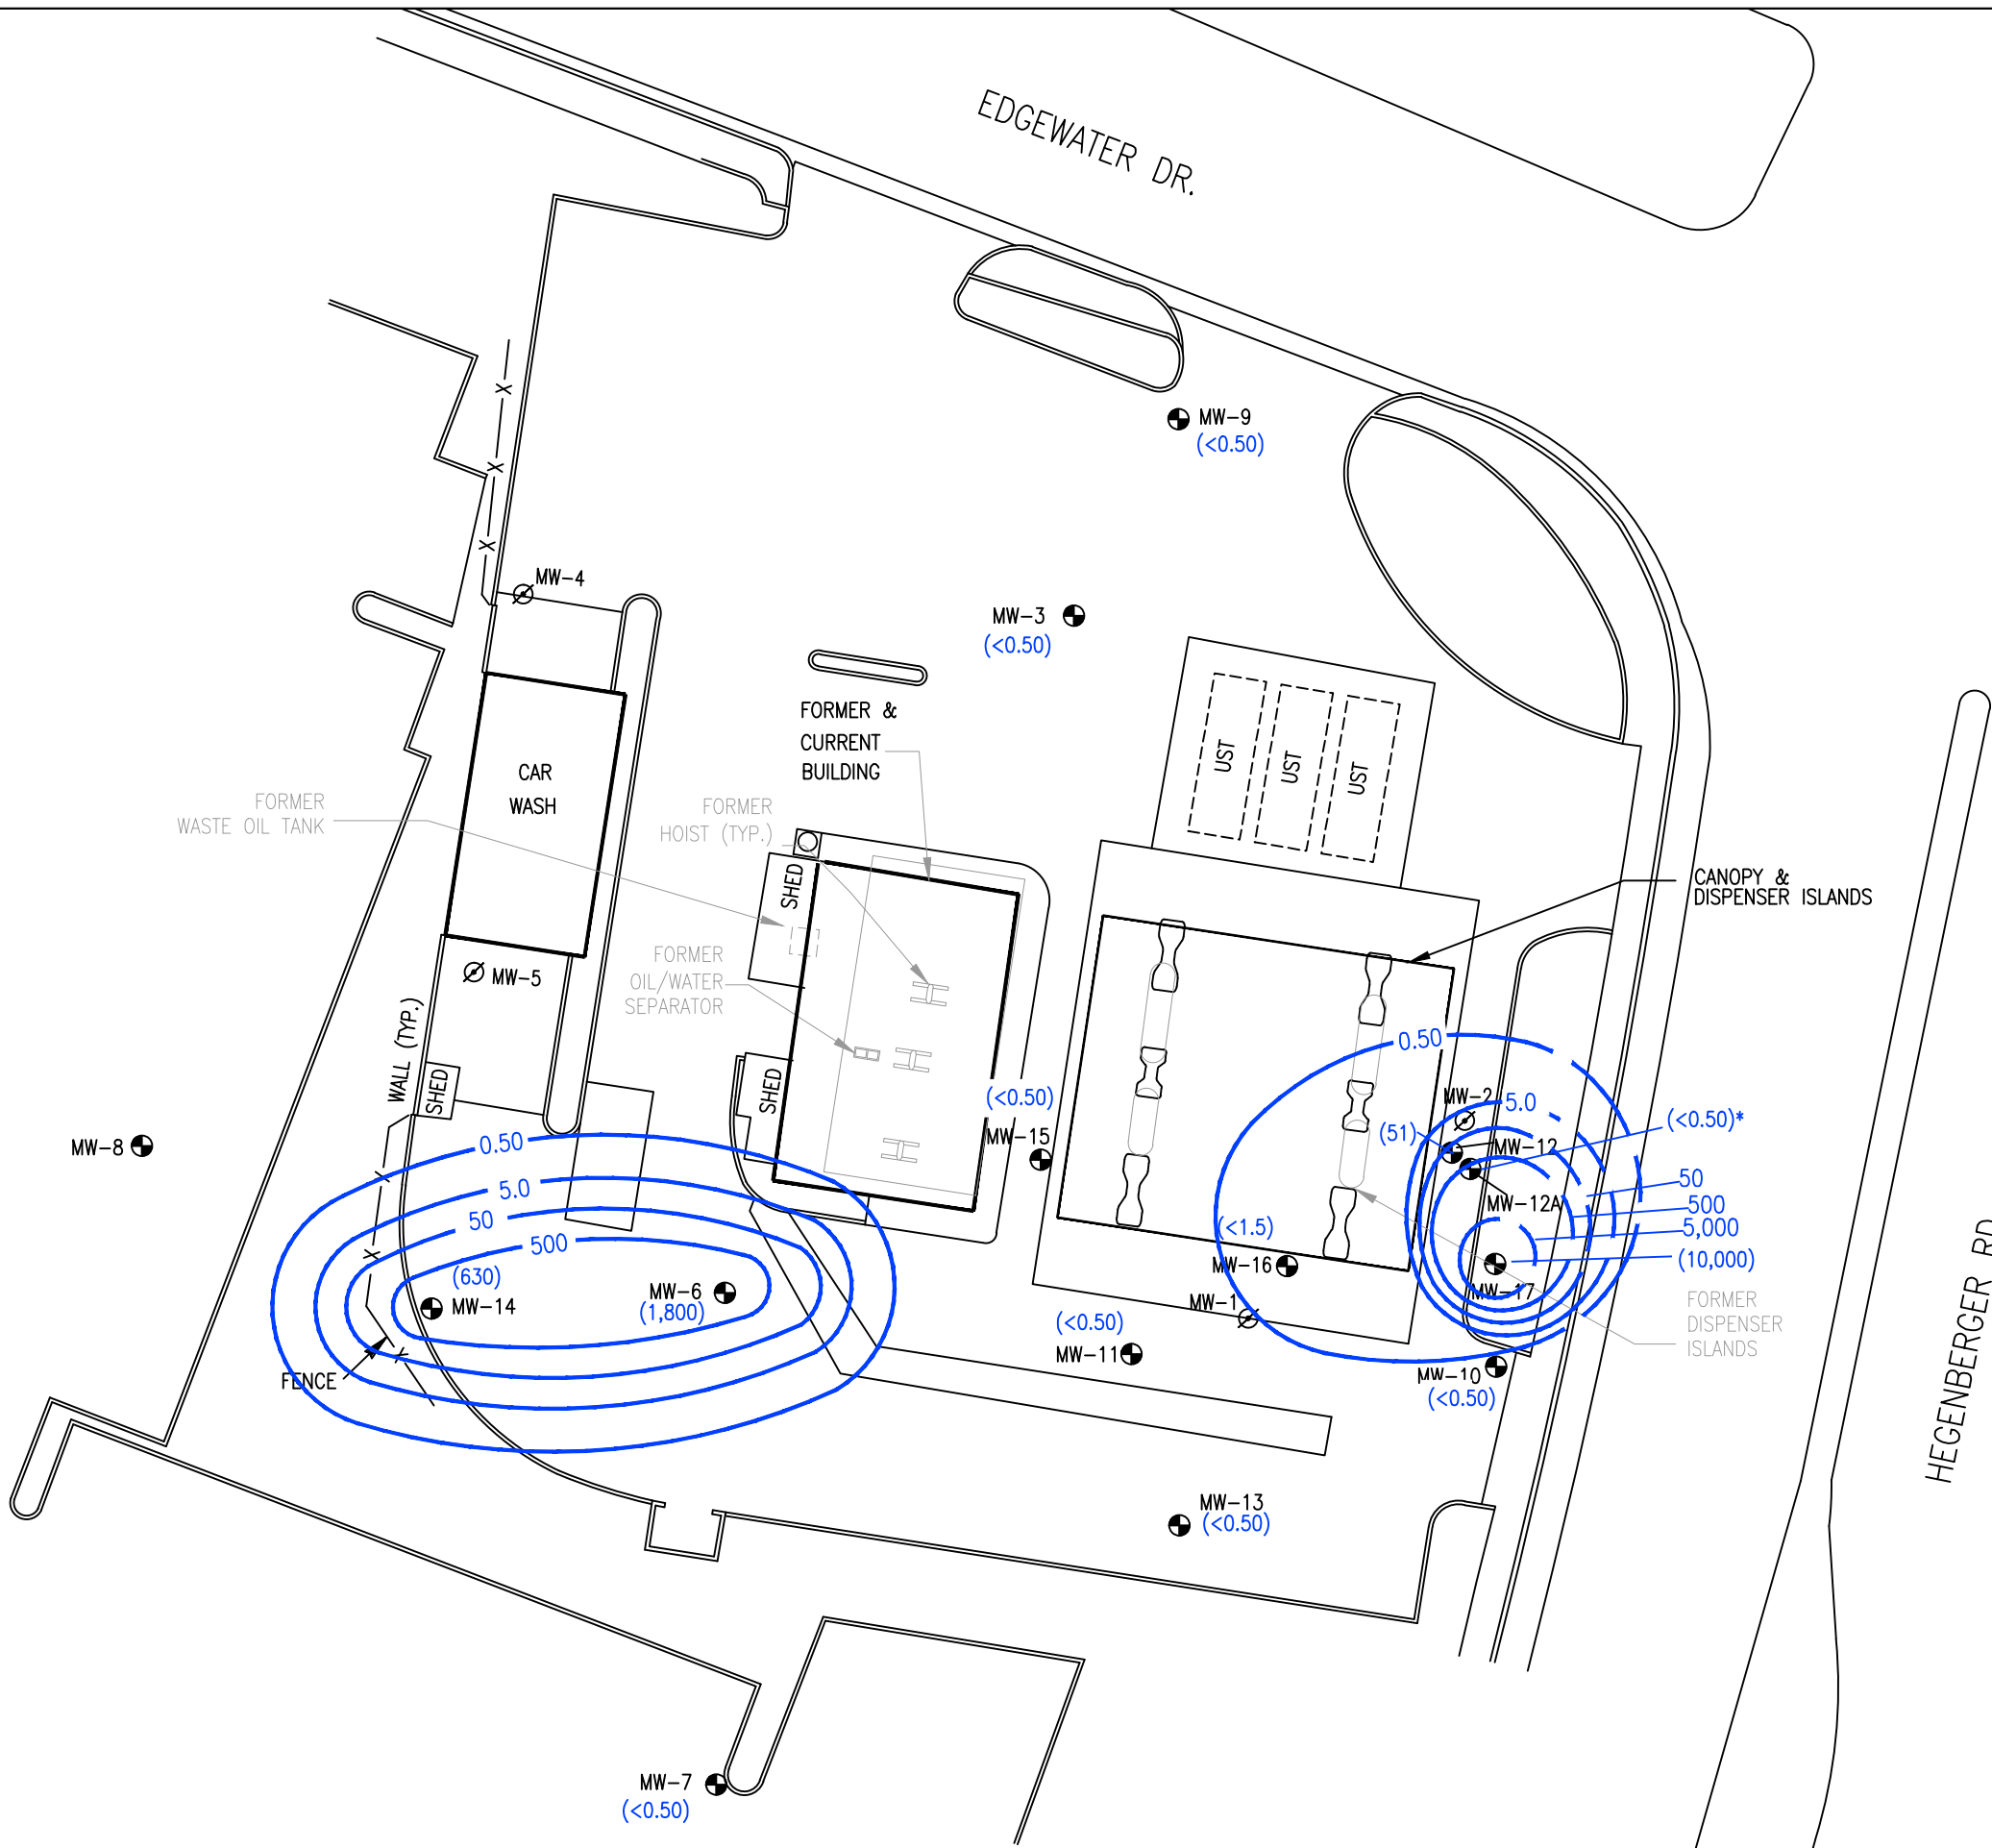 EDGEWATER DR.
MW-9
(<0.50)
X
X
X
MW-4
MW-3
(<0.50)
FORMER &
CURRENT
BUILDING
UST
UST
UST
CAR
WASH
FORMER
WASTE OIL TANK
FORMER
HOIST (TYP.)
SHED
CANOPY &
DISPENSER ISLANDS
FORMER
OIL/WATER
SEPARATOR
MW-5
WALL (TYP.)
SHED
SHED
0.50
(<0.50)
MW-15
MW-2
5.0
(<0.50)*
(51)
MW-12
MW-12A
50
500
5,000
(10,000)
MW-17
MW-8
X
0.50
5.0
50
500
X
(630)
MW-14
MW-6
(1,800)
(<1.5)
MW-16
MW-1
FORMER
DISPENSER
ISLANDS
(<0.50)
MW-11
MW-10
(<0.50)
X
FENCE
HEGENBERGER RD
MW-13
(<0.50)
MW-7
(<0.50)